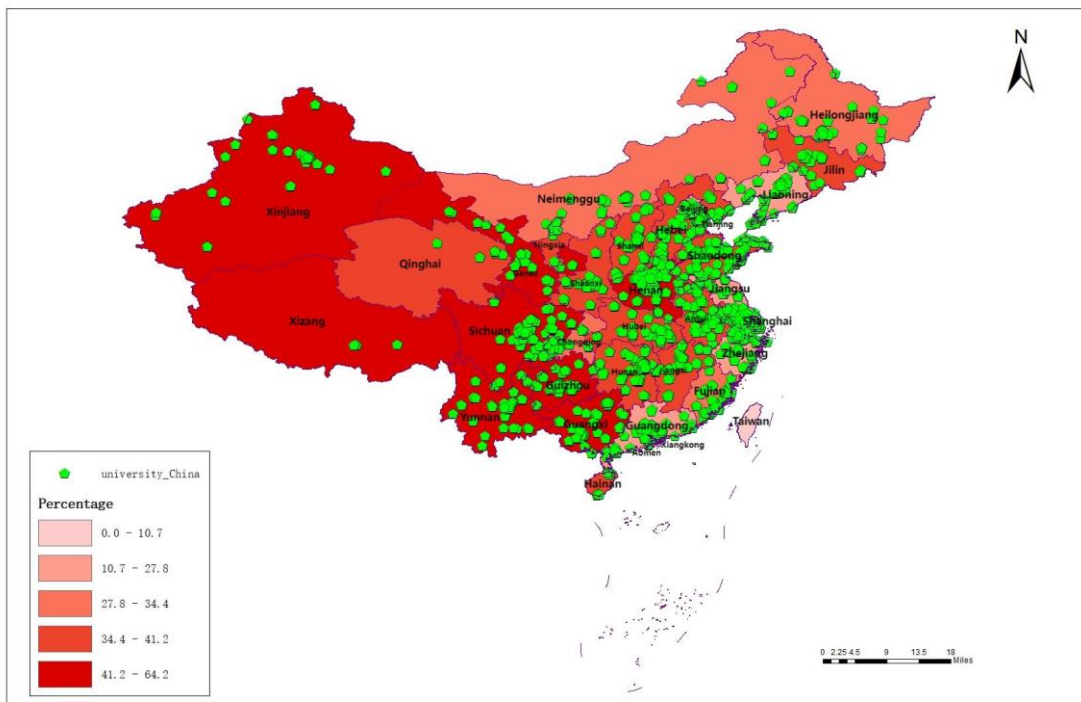 N
Heilongjiang
Jilin
Liaoning
Neimenggu
Xinjiang
Beijing
Tianjing
Hebei
Ningxia
Shanxi
Shandong
Qinghai
Gansu
Shaanxi
Henan
Jiangsu
Xizang
Sichuan
Hubei
Anhui
Shanghai
Chongqing
Zhejiang
Hunan
Jiangxi
Guizhou
Fujian
Yunnan
Guangxi
Guangdong
Taiwan
Xiangkong
Aomen
Hainan
university_China
Percentage
0.0 - 10.7
10.7 - 27.8
27.8 - 34.4
34.4 - 41.2
41.2 - 64.2
0 2.25 4.5 9 13.5 18
Miles